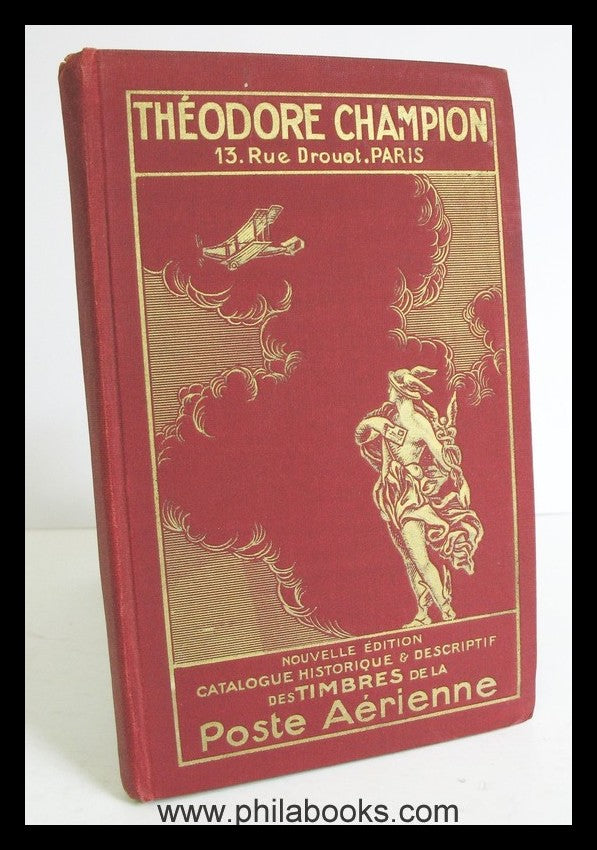 THÉODORE CHAMPION
13. Rue Drouot. PARIS
NOUVELLE ÉDITION
CATALOGUE HISTORIQUE & DESCRIPTIF
DES TIMBRES DE LA
Poste Aérienne
www.philabooks.com